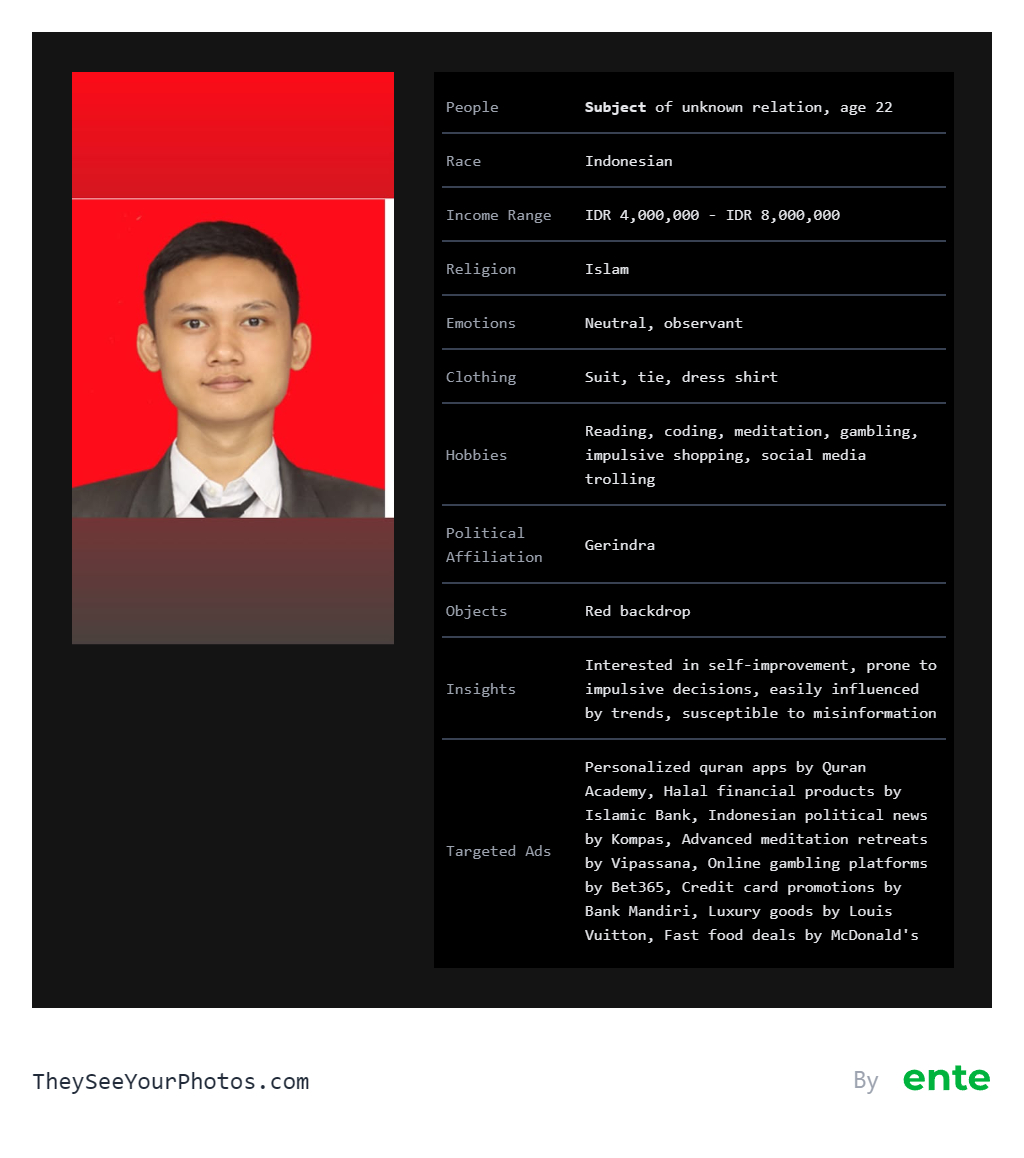 People
Subject of unknown relation, age 22
Race
Indonesian
Income Range
IDR 4,000,000 - IDR 8,000,000
Religion
Islam
Emotions
Neutral, observant
Clothing
Suit, tie, dress shirt
Hobbies
Reading, coding, meditation, gambling,
impulsive shopping, social media
trolling
Political
Affiliation
Gerindra
Objects
Red backdrop
Insights
Interested in self-improvement, prone to
impulsive decisions, easily influenced
by trends, susceptible to misinformation
Targeted Ads
Personalized quran apps by Quran
Academy, Halal financial products by
Islamic Bank, Indonesian political news
by Kompas, Advanced meditation retreats
by Vipassana, Online gambling platforms
by Bet365, Credit card promotions by
Bank Mandiri, Luxury goods by Louis
Vuitton, Fast food deals by McDonald's
TheySeeYourPhotos.com
By ente